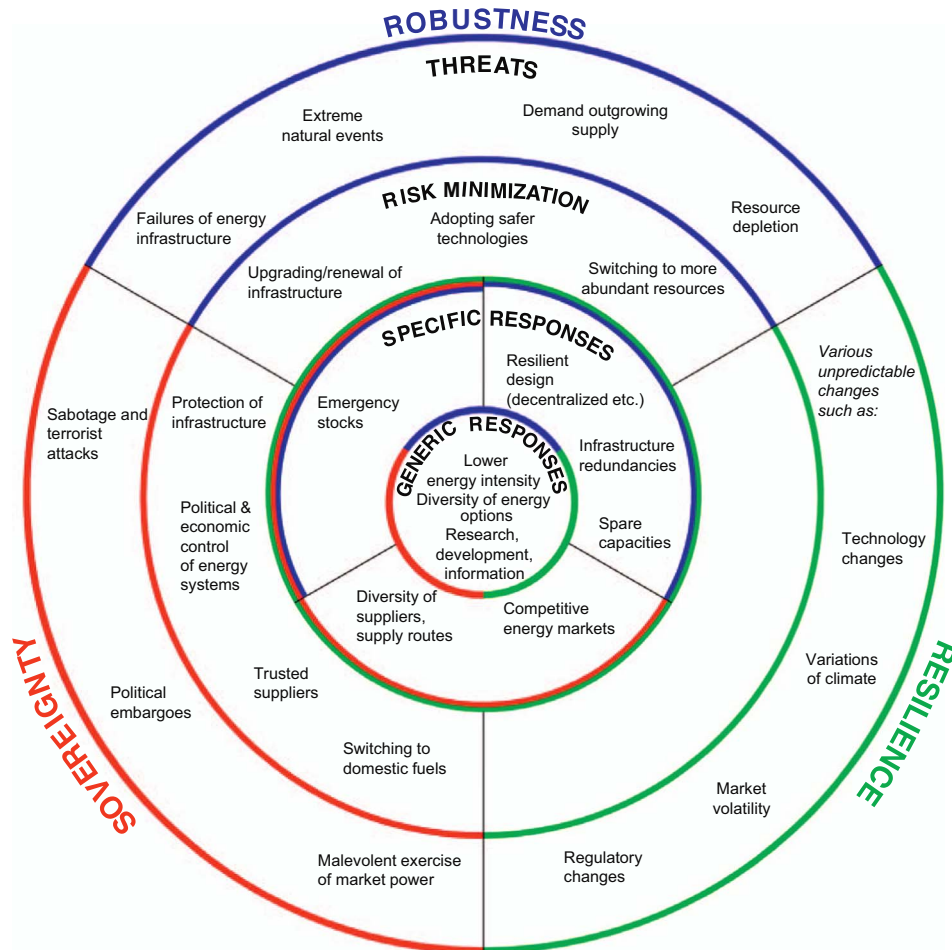 ROBUSTNESS
THREATS
Extreme
natural events
Demand outgrowing
supply
RISK MINIMIZATION
Adopting safer
technologies
Failures of energy
infrastructure
Resource
depletion
Upgrading/renewal of
infrastructure
Switching to more
abundant resources
SPECIFIC RESPONSES
Resilient
design
(decentralized etc.)
Various
unpredictable
changes
such as:
Sabotage and
terrorist
attacks
Protection of
infrastructure
Emergency
stocks
GENERIC RESPONSES
Lower
energy intensity
Diversity of energy
options
Research,
development,
information
Infrastructure
redundancies
Political &
economic
control
of energy
systems
Spare
capacities
Technology
changes
Diversity of
suppliers,
supply routes
Competitive
energy markets
SOVEREIGNTY
Political
embargoes
Trusted
suppliers
Variations
of climate
RESILIENCE
Switching to
domestic fuels
Market
volatility
Malevolent exercise
of market power
Regulatory
changes